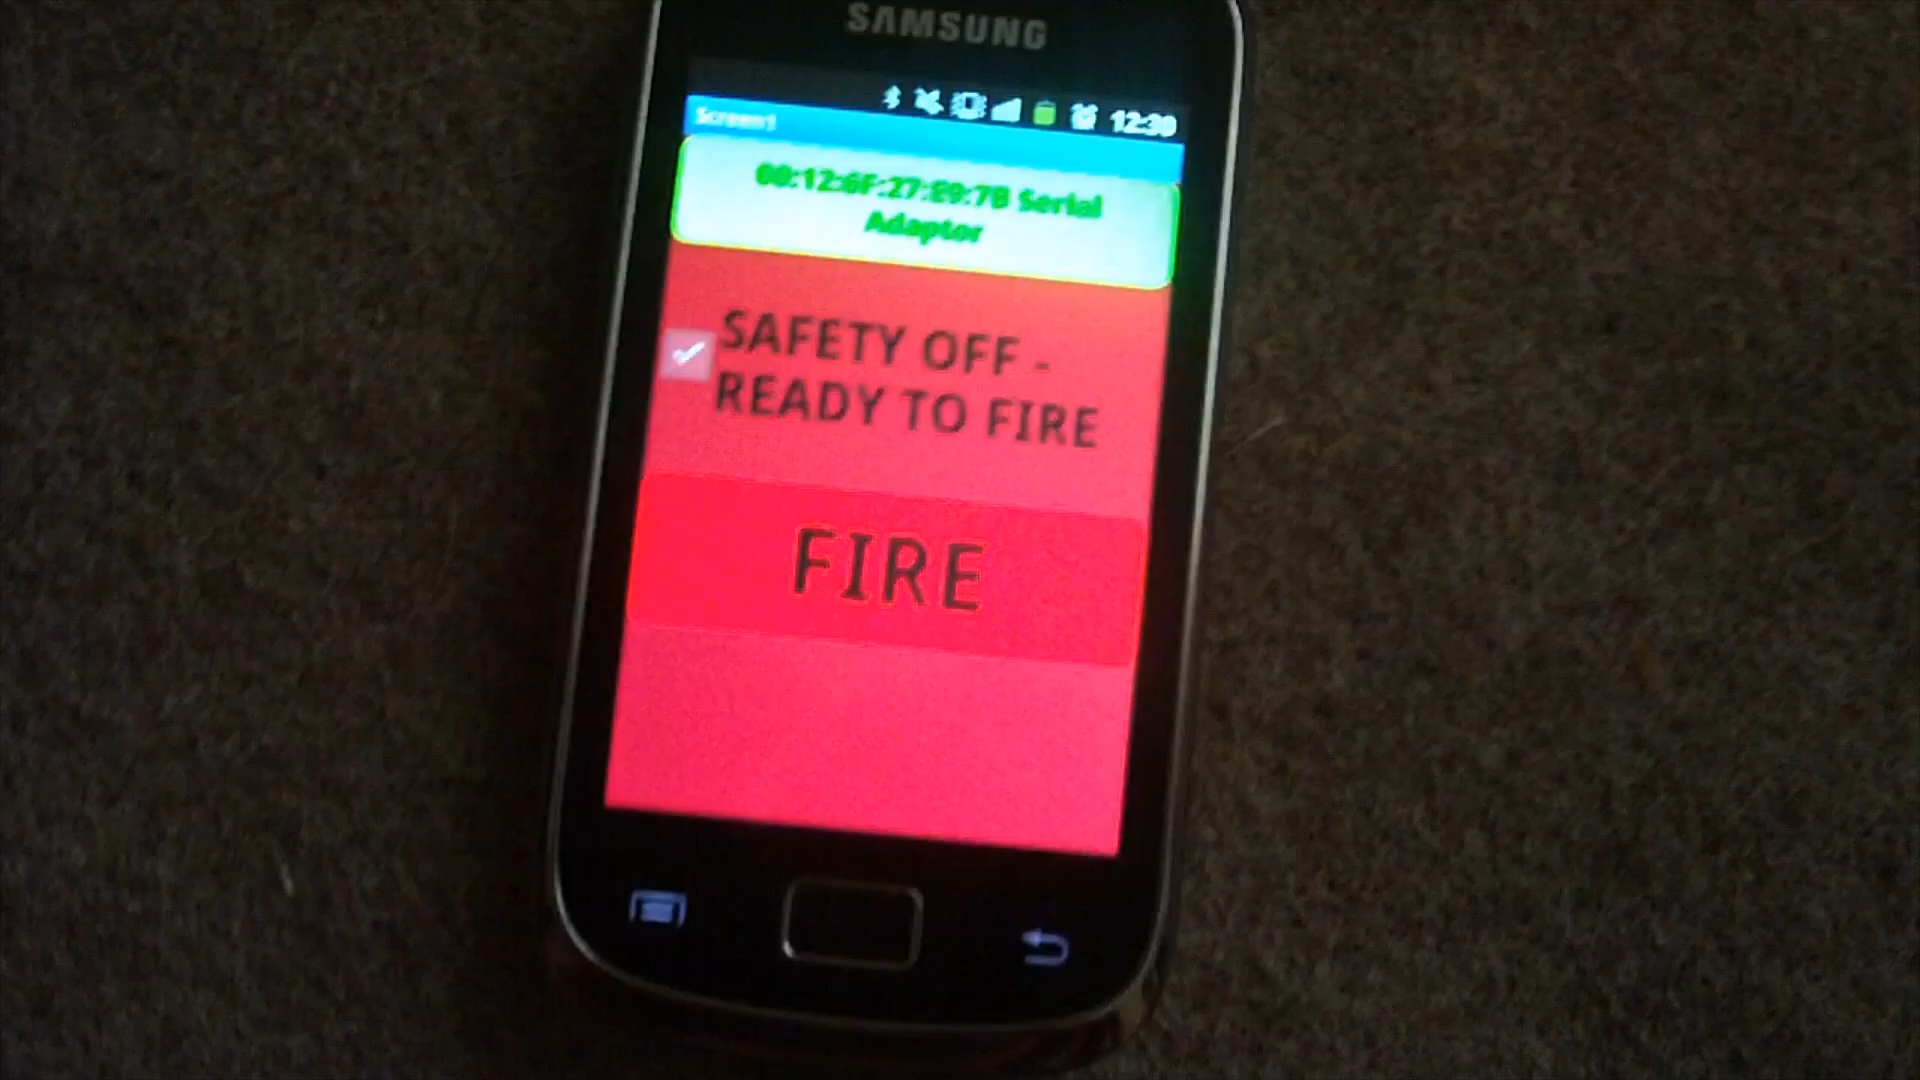 SAMSUNG
12:30
Screen1
00:12:6F:27:E9:7B Serial
Adaptor
SAFETY OFF -
READY TO FIRE
FIRE